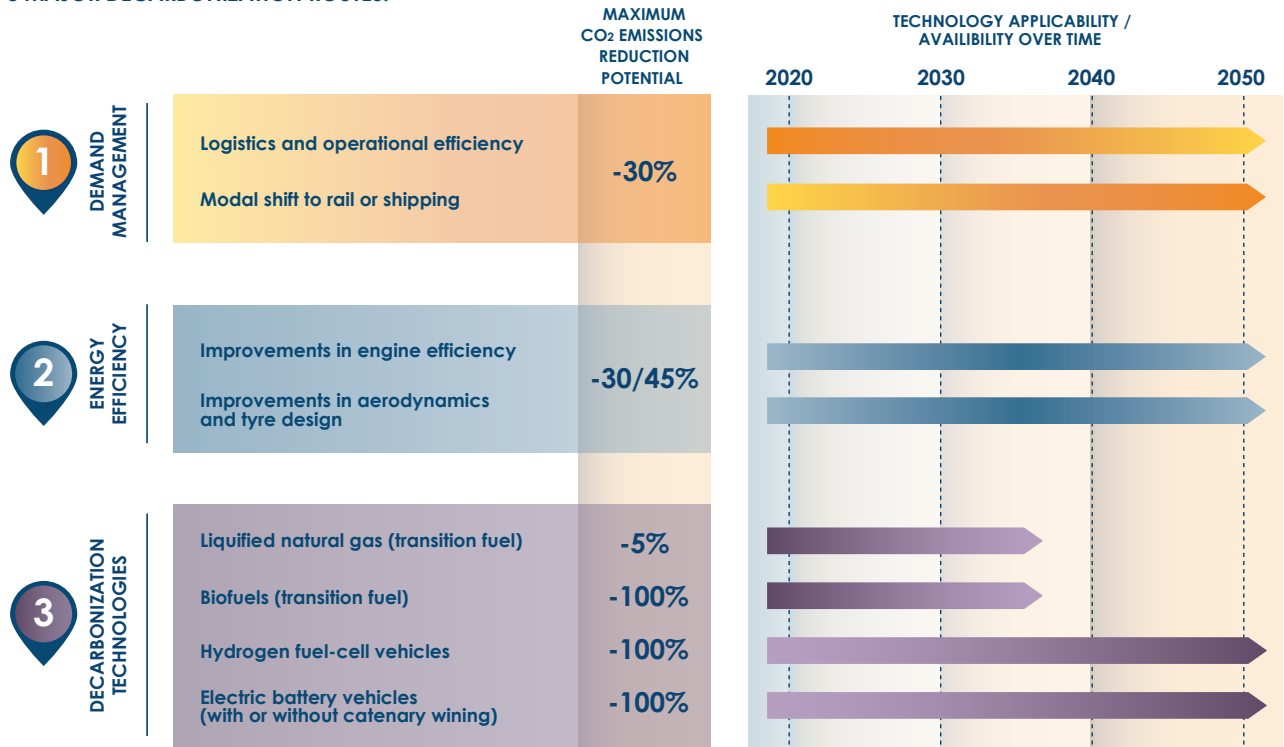 MAXIMUM
CO2 EMISSIONS
REDUCTION
POTENTIAL
TECHNOLOGY APPLICABILITY /
AVAILIBILITY OVER TIME
2020
2030
2040
2050
1
DEMAND
MANAGEMENT
Logistics and operational efficiency
Modal shift to rail or shipping
-30%
2
ENERGY
EFFICIENCY
Improvements in engine efficiency
Improvements in aerodynamics
and tyre design
-30/45%
3
DECARBONIZATION
TECHNOLOGIES
Liquified natural gas (transition fuel)
-5%
Biofuels (transition fuel)
-100%
Hydrogen fuel-cell vehicles
-100%
Electric battery vehicles
(with or without catenary wining)
-100%